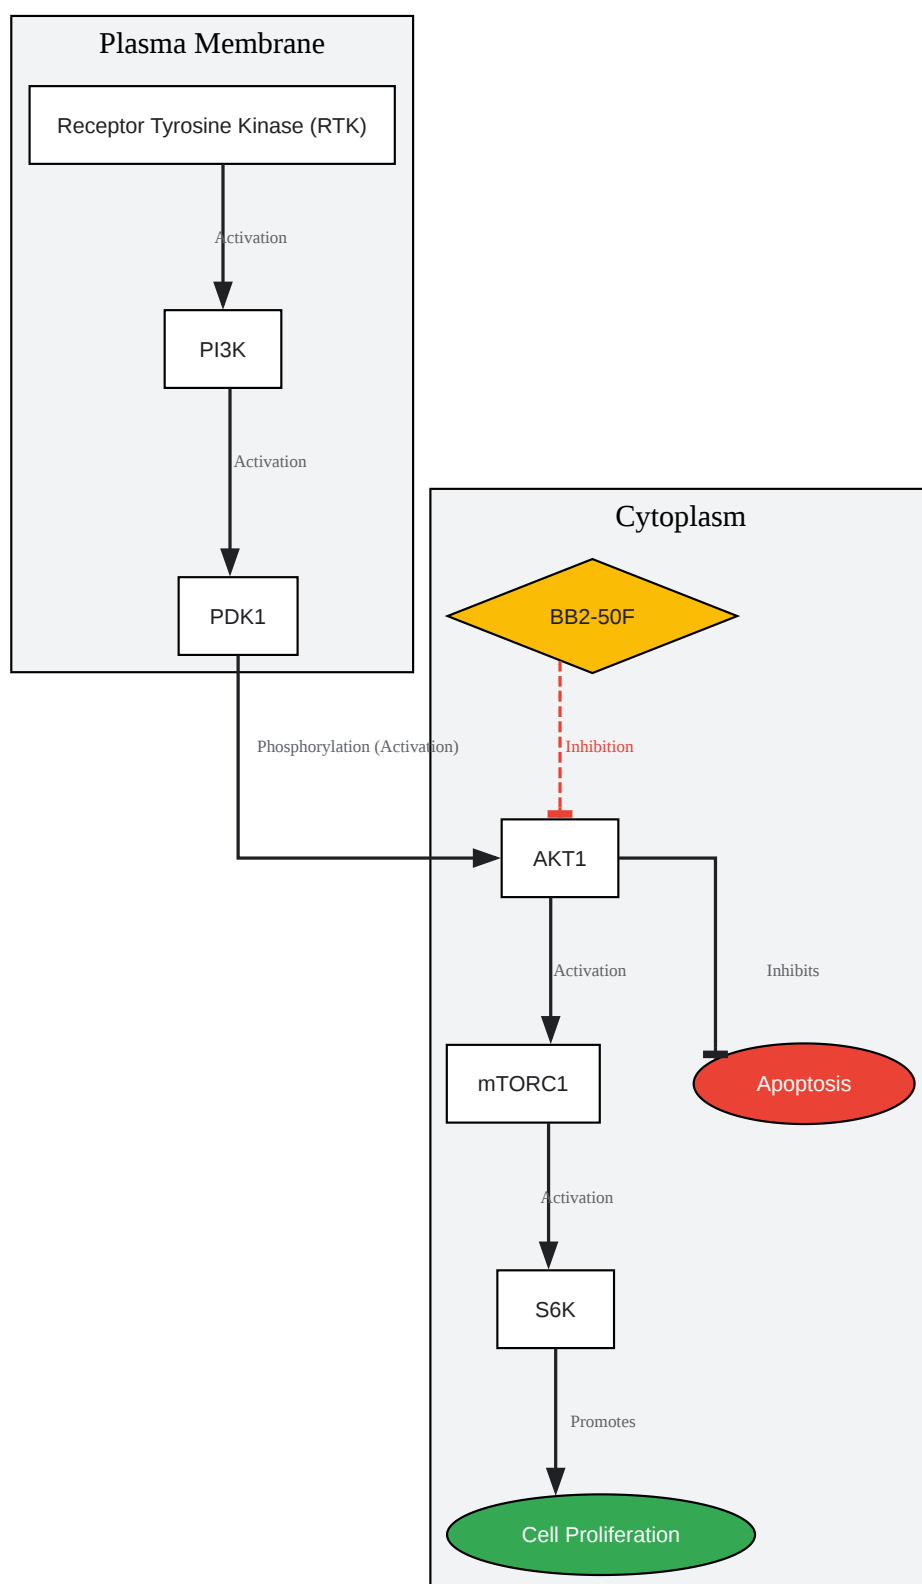 Plasma Membrane
Receptor Tyrosine Kinase (RTK)
Activation
PI3K
Activation
PDK1
Cytoplasm
BB2-50F
Phosphorylation (Activation)
Inhibition
AKT1
Activation
Inhibits
mTORC1
Apoptosis
Activation
S6K
Promotes
Cell Proliferation